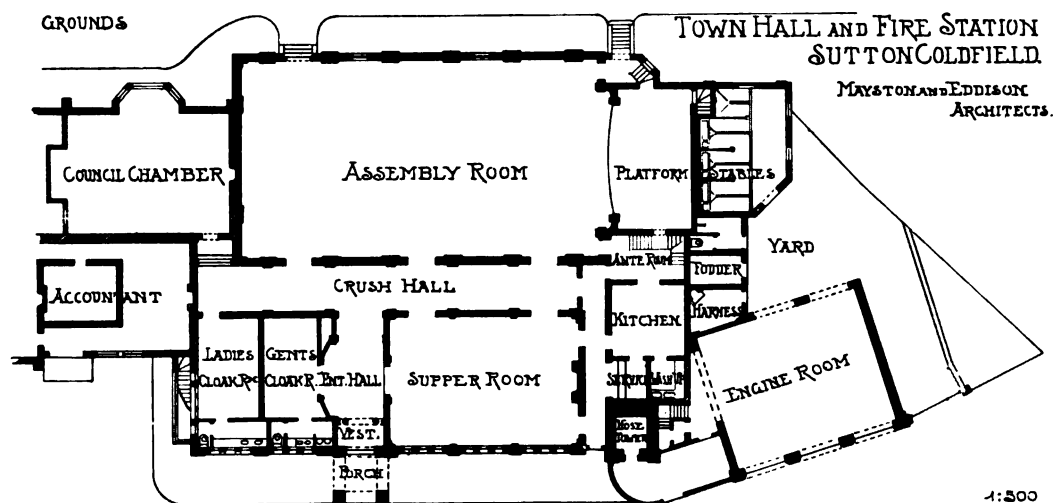 GROUNDS
TOWN HALL AND FIRE STATION
SUTTON COLDFIELD.
MAYSTON AND EDDISON
ARCHITECTS.
COUNCIL CHAMBER
ASSEMBLY ROOM
PLATFORM
STABLES
YARD
ANTE ROOM
FODDER
ACCOUNTANT
CRUSH HALL
HARNESS
KITCHEN
LADIES
CLOAK RM
GENTS
CLOAK R.
ENT. HALL
SUPPER ROOM
ENGINE ROOM
HOSE
TOWER
VEST.
PORCH
1:300